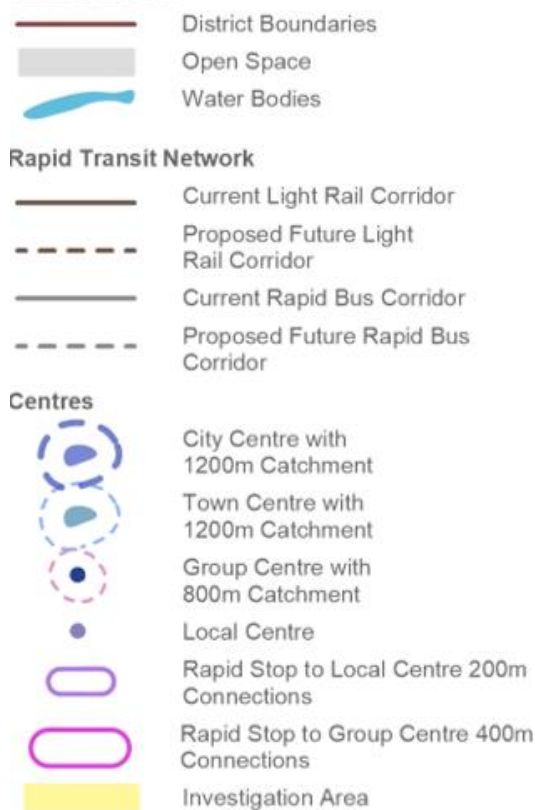 District Boundaries
Open Space
Water Bodies
Rapid Transit Network
Current Light Rail Corridor
Proposed Future Light
Rail Corridor
Current Rapid Bus Corridor
Proposed Future Rapid Bus
Corridor
Centres
City Centre with
1200m Catchment
Town Centre with
1200m Catchment
Group Centre with
800m Catchment
Local Centre
Rapid Stop to Local Centre 200m
Connections
Rapid Stop to Group Centre 400m
Connections
Investigation Area